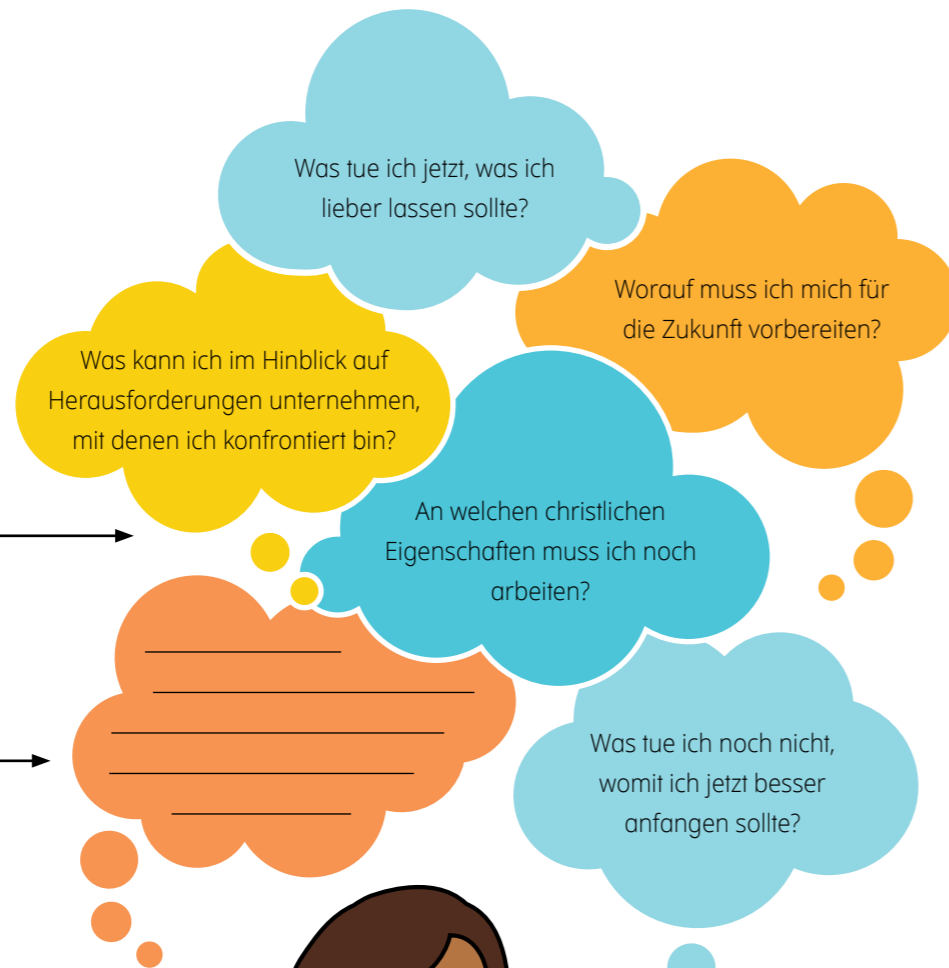 Was tue ich jetzt, was ich
lieber lassen sollte?
Worauf muss ich mich für
die Zukunft vorbereiten?
Was kann ich im Hinblick auf
Herausforderungen unternehmen,
mit denen ich konfrontiert bin?
An welchen christlichen
Eigenschaften muss ich noch
arbeiten?
Was tue ich noch nicht,
womit ich jetzt besser
anfangen sollte?